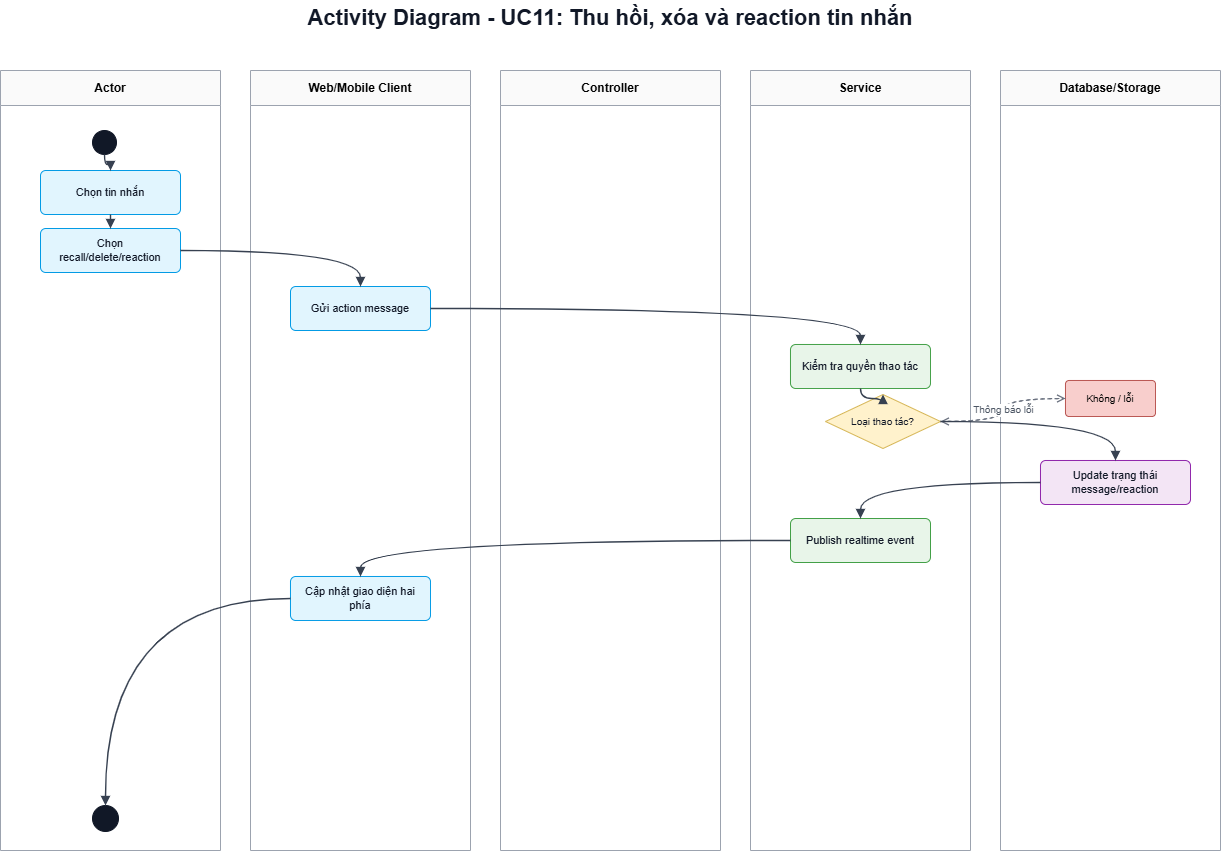 Activity Diagram - UC11: Thu hồi, xóa và reaction tin nhắn
Actor
Web/Mobile Client
Controller
Service
Database/Storage
Chọn tin nhắn
Chọn
recall/delete/reaction
Gửi action message
Kiểm tra quyền thao tác
Không / lỗi
Thông báo lỗi
Loại thao tác?
Update trạng thái
message/reaction
Publish realtime event
Cập nhật giao diện hai
phía